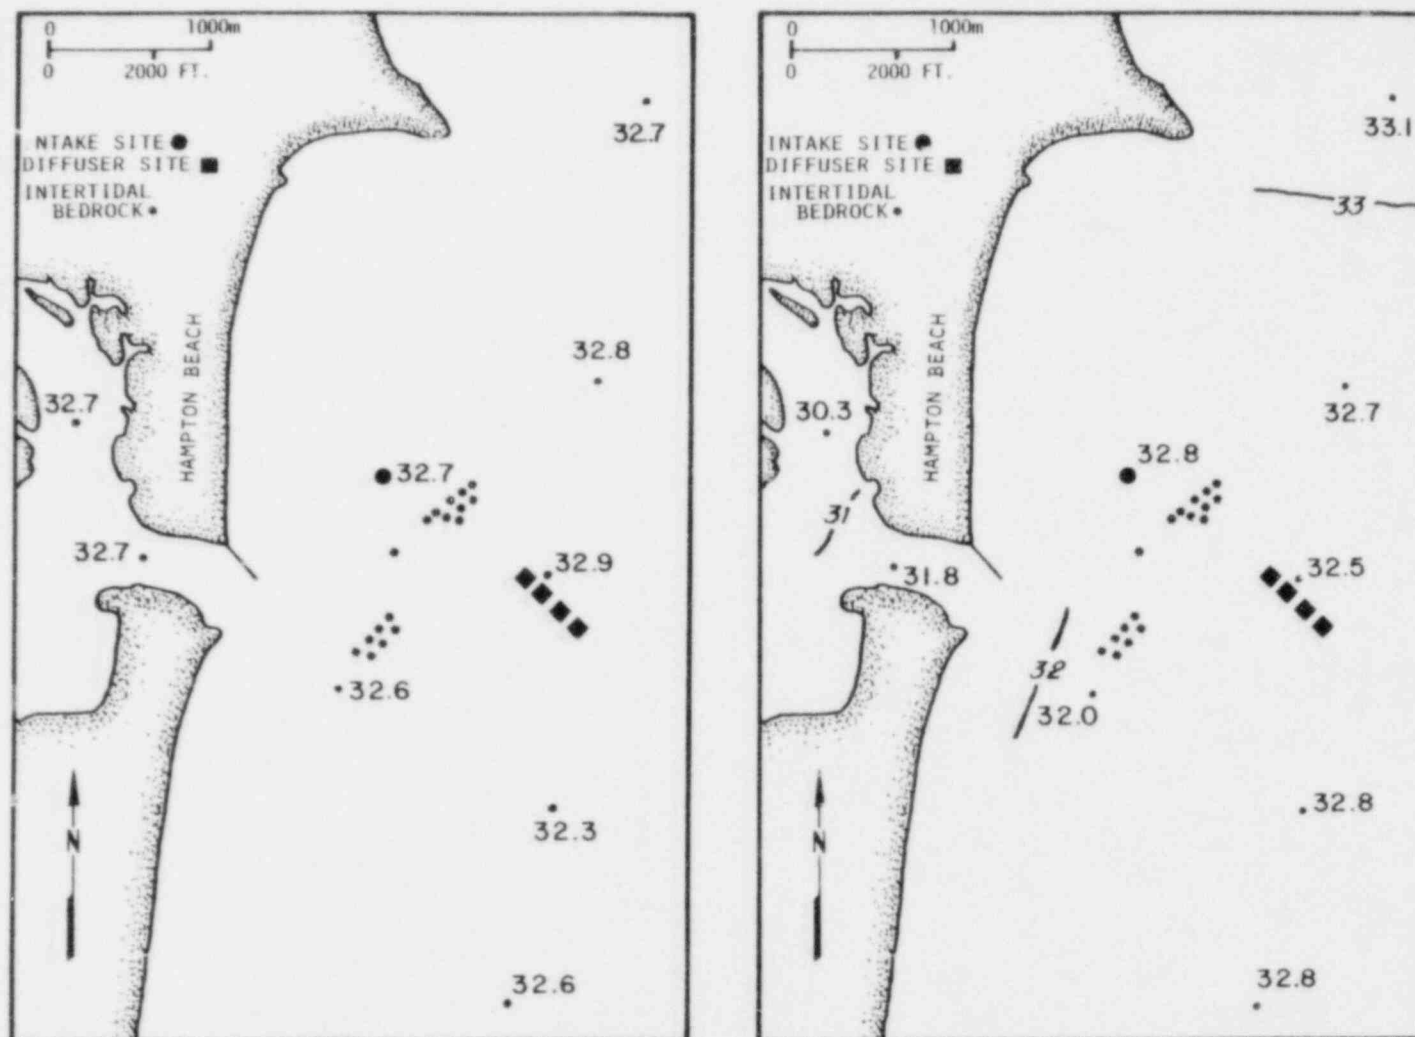 0 1000m
0 2000 FT.
NTAKE SITE
DIFFUSER SITE
INTERTIDAL
BEDROCK
HAMPTON BEACH
32.7
32.8
32.7
32.7
32.7
32.9
32.6
32.3
32.6
N
0 1000m
0 2000 FT.
INTAKE SITE
DIFFUSER SITE
INTERTIDAL
BEDROCK
HAMPTON BEACH
33.1
33
32.7
30.3
32.8
31
31.8
32.5
32
32.0
32.8
32.8
N